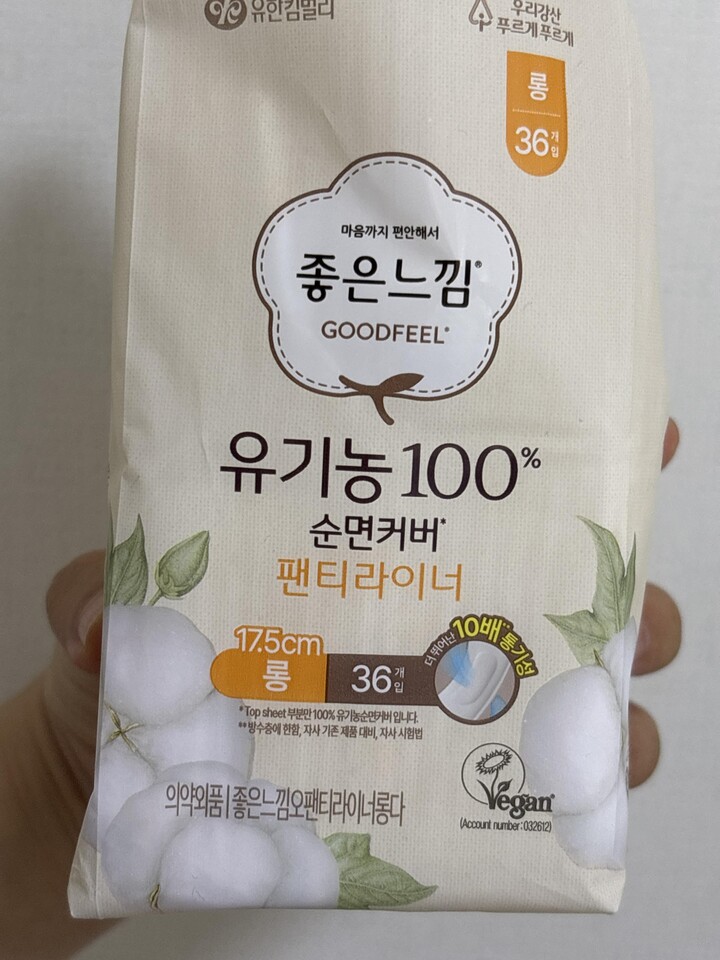 유한킴벌리
우리강산
푸르게 푸르게
롱
36개입
마음까지 편안해서
좋은느낌®
GOODFEEL®
유기농 100%
순면커버*
팬티라이너
17.5cm
롱
36개입
더 뛰어난 10배** 통기성
*Top sheet 부분만 100% 유기농순면커버 입니다.
**방수층에 한함, 자사 기존 제품 대비, 자사 시험법
Vegan®
(Account number : 032612)
의약외품 | 좋은느낌오팬티라이너롱다